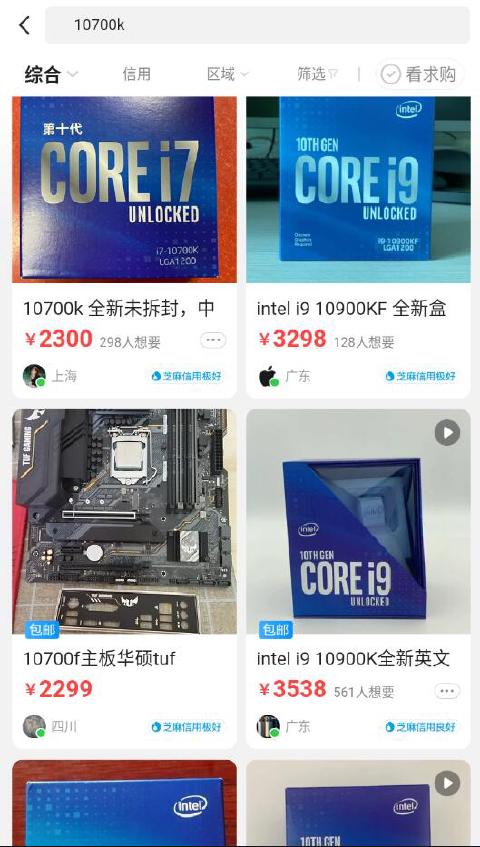 10700k
综合
信用
区域
筛选
看求购
第十代
CORE i7
UNLOCKED
i7-10700K
LGA1200
10700k 全新未拆封，中
¥2300 298人想要
上海
芝麻信用极好
intel
10TH GEN
CORE i9
UNLOCKED
i9-10900KF
LGA1200
intel i9 10900KF 全新盒
¥3298 128人想要
广东
芝麻信用极好
TUF GAMING
包邮
10700f主板华硕tuf
¥2299
四川
芝麻信用极好
intel
10TH GEN
CORE i9
UNLOCKED
包邮
intel i9 10900K全新英文
¥3538 561人想要
广东
芝麻信用良好
intel
intel
10TH GEN